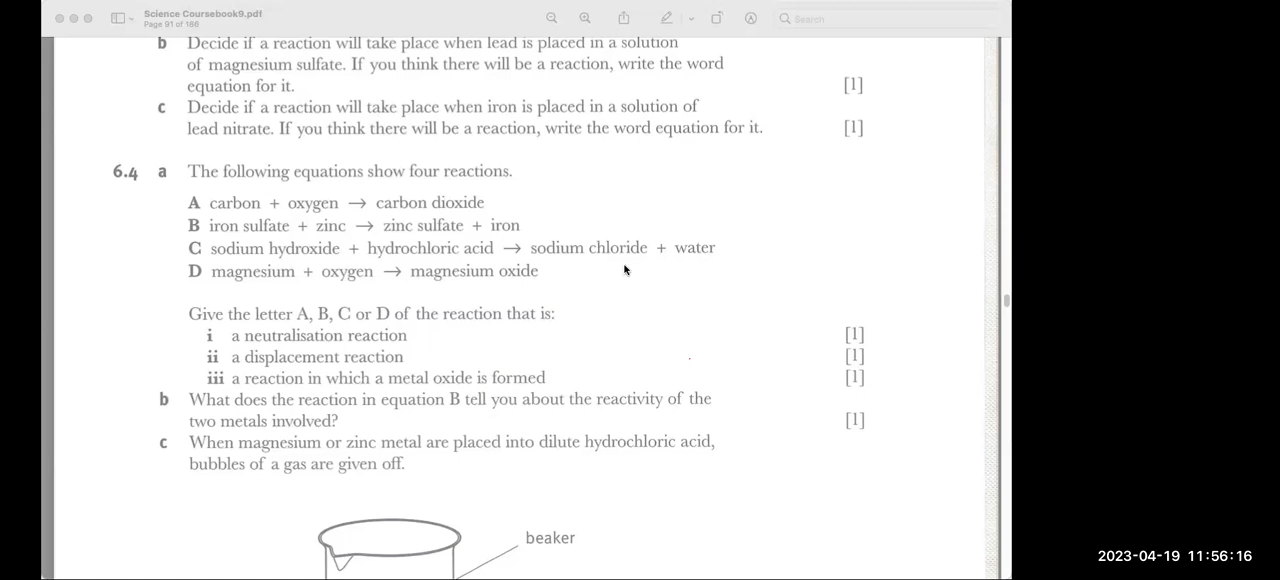 Science Coursebook9.pdf
Page 91 of 166
Search
b Decide if a reaction will take place when lead is placed in a solution
of magnesium sulfate. If you think there will be a reaction, write the word
equation for it. [1]
c Decide if a reaction will take place when iron is placed in a solution of
lead nitrate. If you think there will be a reaction, write the word equation for it. [1]
6.4 a The following equations show four reactions.
A carbon + oxygen → carbon dioxide
B iron sulfate + zinc → zinc sulfate + iron
C sodium hydroxide + hydrochloric acid → sodium chloride + water
D magnesium + oxygen → magnesium oxide
Give the letter A, B, C or D of the reaction that is:
i a neutralisation reaction [1]
ii a displacement reaction [1]
iii a reaction in which a metal oxide is formed [1]
b What does the reaction in equation B tell you about the reactivity of the
two metals involved? [1]
c When magnesium or zinc metal are placed into dilute hydrochloric acid,
bubbles of a gas are given off.
beaker
2023-04-19 11:56:16